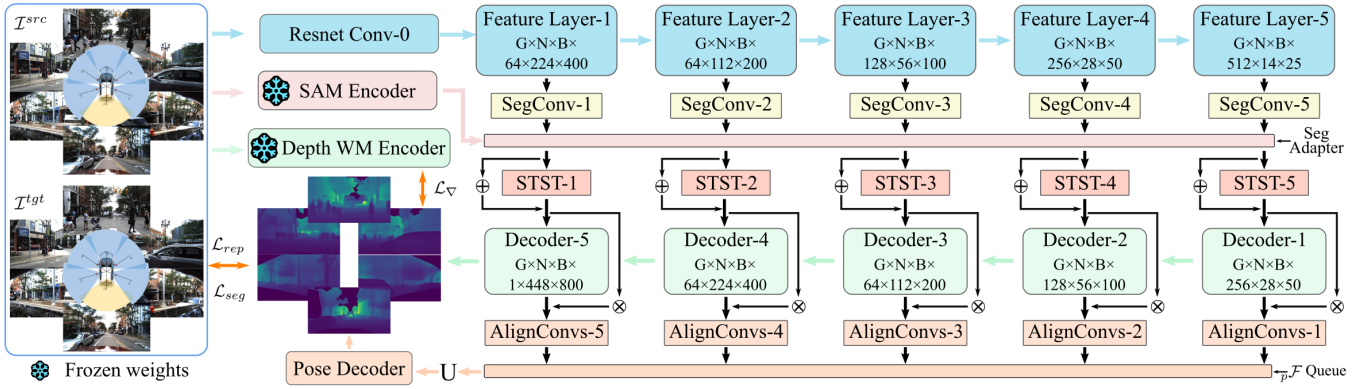 I^src
Resnet Conv-0
Feature Layer-1
G×N×B×
64×224×400
Feature Layer-2
G×N×B×
64×112×200
Feature Layer-3
G×N×B×
128×56×100
Feature Layer-4
G×N×B×
256×28×50
Feature Layer-5
G×N×B×
512×14×25
SAM Encoder
SegConv-1
SegConv-2
SegConv-3
SegConv-4
SegConv-5
Depth WM Encoder
Seg
Adapter
L_∇
STST-1
STST-2
STST-3
STST-4
STST-5
I^tgt
L_rep
L_seg
Decoder-5
G×N×B×
1×448×800
Decoder-4
G×N×B×
64×224×400
Decoder-3
G×N×B×
64×112×200
Decoder-2
G×N×B×
128×56×100
Decoder-1
G×N×B×
256×28×50
AlignConvs-5
AlignConvs-4
AlignConvs-3
AlignConvs-2
AlignConvs-1
Frozen weights
Pose Decoder
U
pF Queue